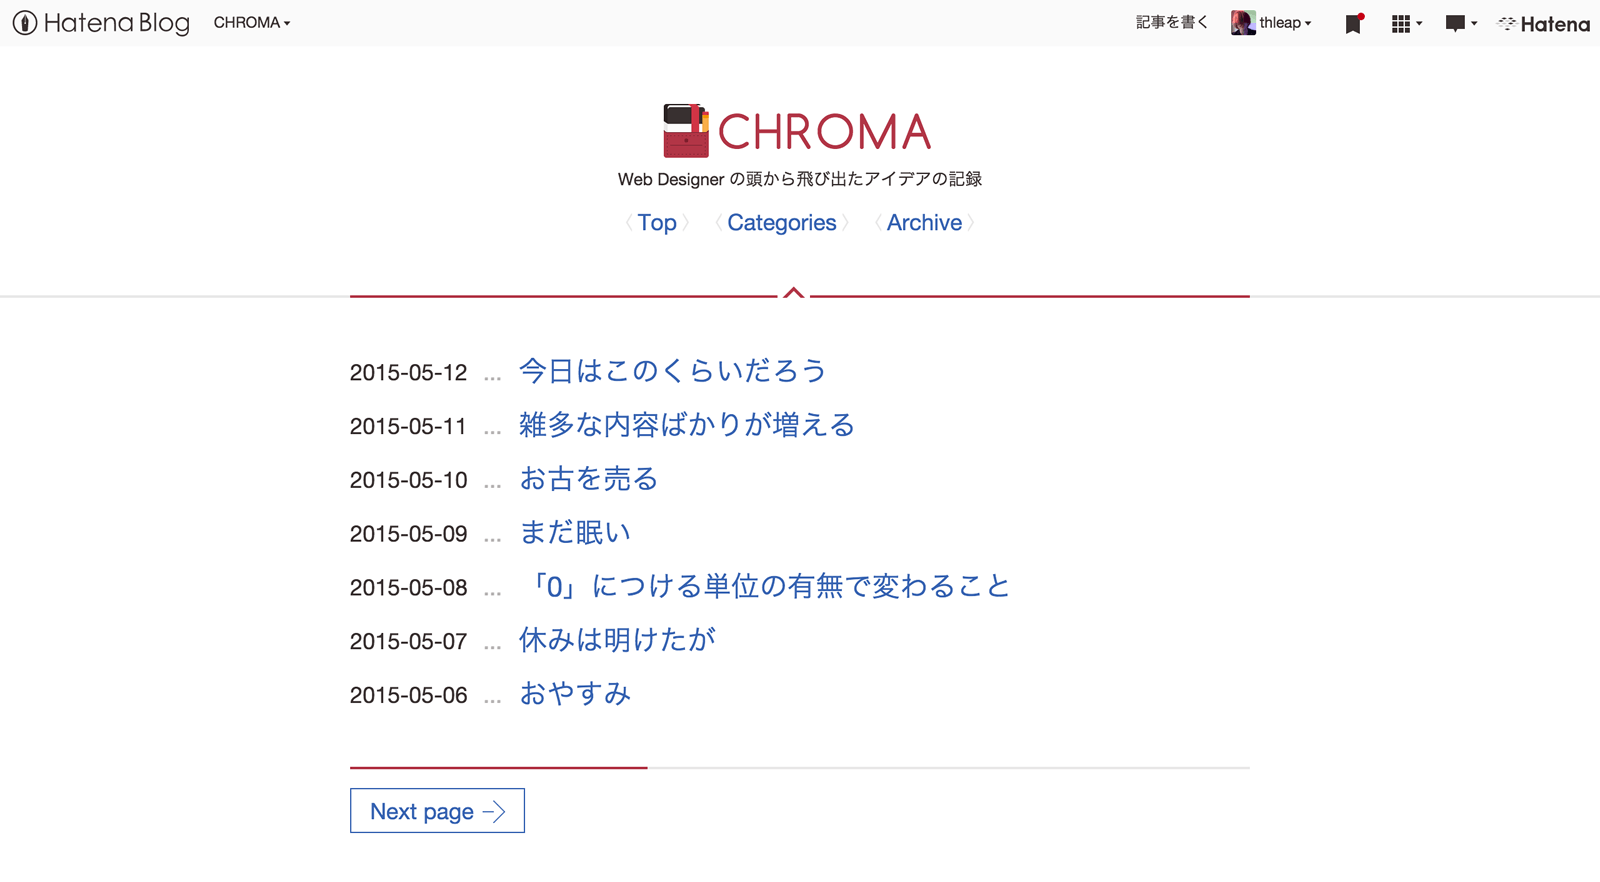 Hatena Blog CHROMA 記事を書く thleap Hatena
CHROMA
Web Designer の頭から飛び出たアイデアの記録
Top Categories Archive
2015-05-12 ... 今日はこのくらいだろう
2015-05-11 ... 雑多な内容ばかりが増える
2015-05-10 ... お古を売る
2015-05-09 ... まだ眠い
2015-05-08 ... 「0」につける単位の有無で変わること
2015-05-07 ... 休みは明けたが
2015-05-06 ... おやすみ
Next page